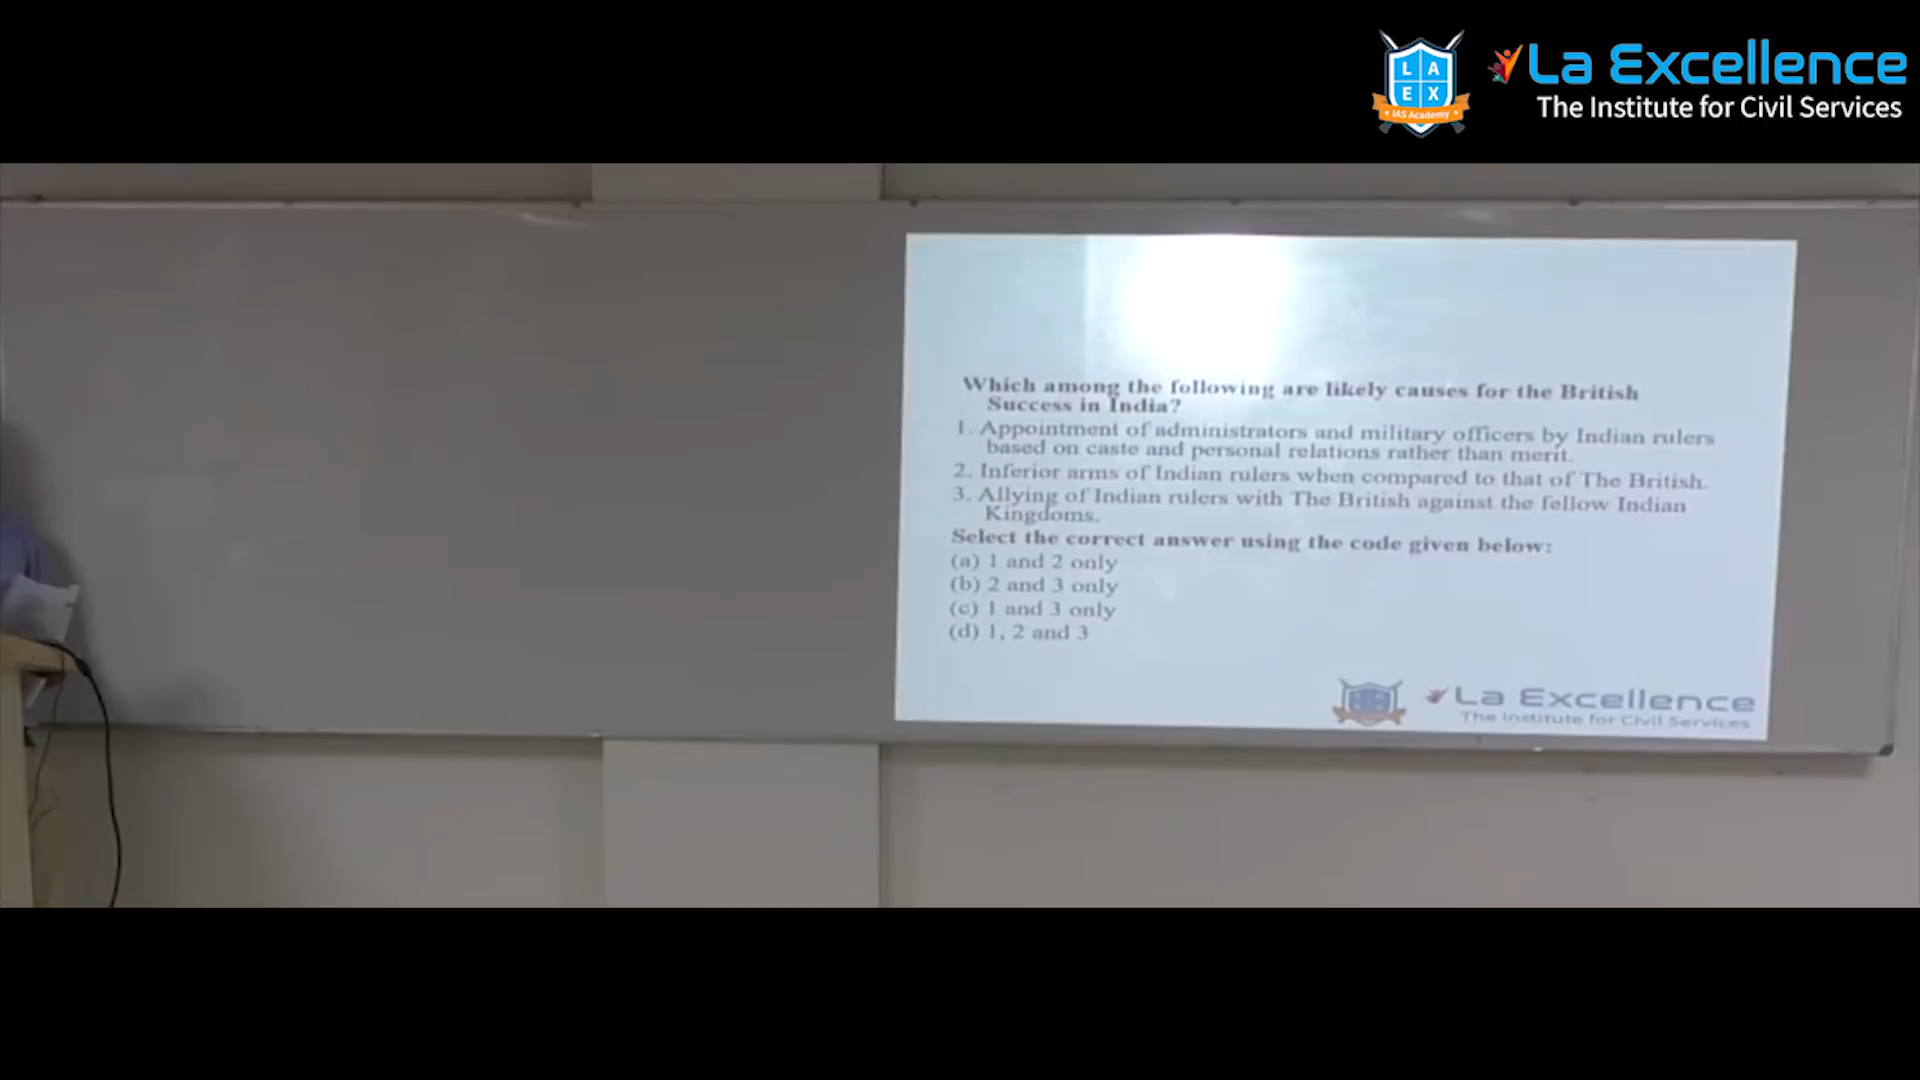 LA
EX
IAS Academy
La Excellence
The Institute for Civil Services
Which among the following are likely causes for the British
Success in India?
1. Appointment of administrators and military officers by Indian rulers
based on caste and personal relations rather than merit.
2. Inferior arms of Indian rulers when compared to that of The British.
3. Allying of Indian rulers with The British against the fellow Indian
Kingdoms.
Select the correct answer using the code given below:
(a) 1 and 2 only
(b) 2 and 3 only
(c) 1 and 3 only
(d) 1, 2 and 3
La Excellence
The Institute for Civil Services